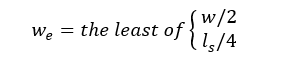 w_e = the least of { w/2
l_s/4